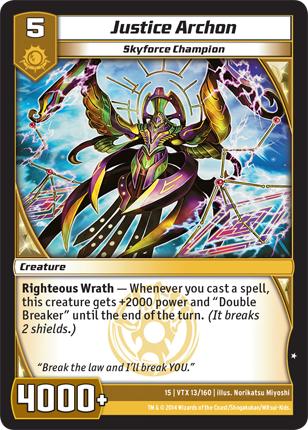 5
Justice Archon
Skyforce Champion
Creature
Righteous Wrath — Whenever you cast a spell,
this creature gets +2000 power and “Double
Breaker” until the end of the turn. (It breaks
2 shields.)
“Break the law and I’ll break YOU.”
4000+
15 | VTX 13/160 | illus. Norikatsu Miyoshi
TM & © 2014 Wizards of the Coast/Shogakukan/Mitsui-Kids.